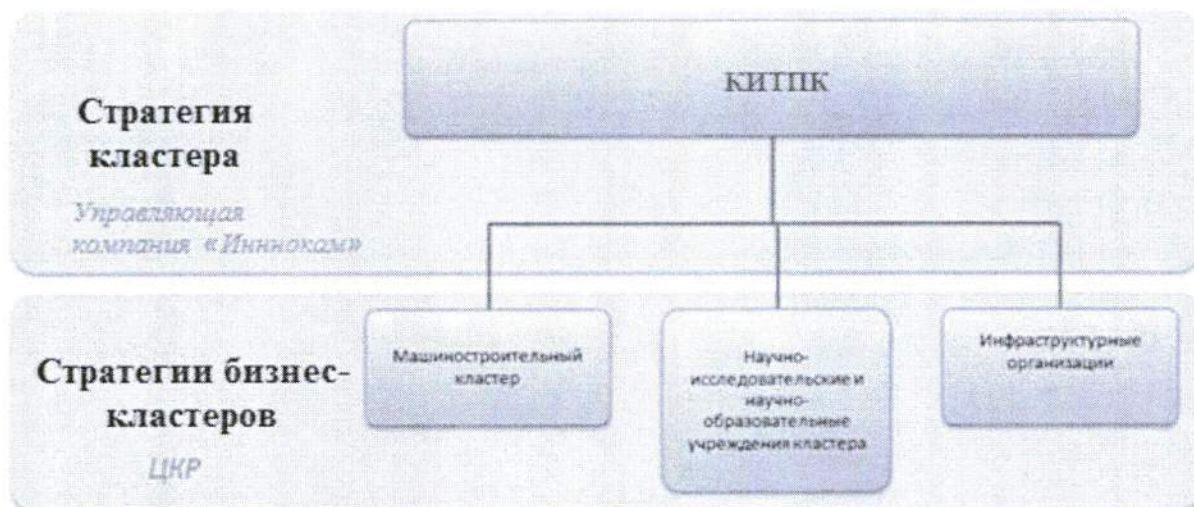 КИТПК
Стратегия
кластера
Управляющая
компания «Инннокам»
Стратегии бизнес-
кластеров
ЦКР
Машиностроительный
кластер
Научно-
исследовательские и
научно-
образовательные
учреждения кластера
Инфраструктурные
организации